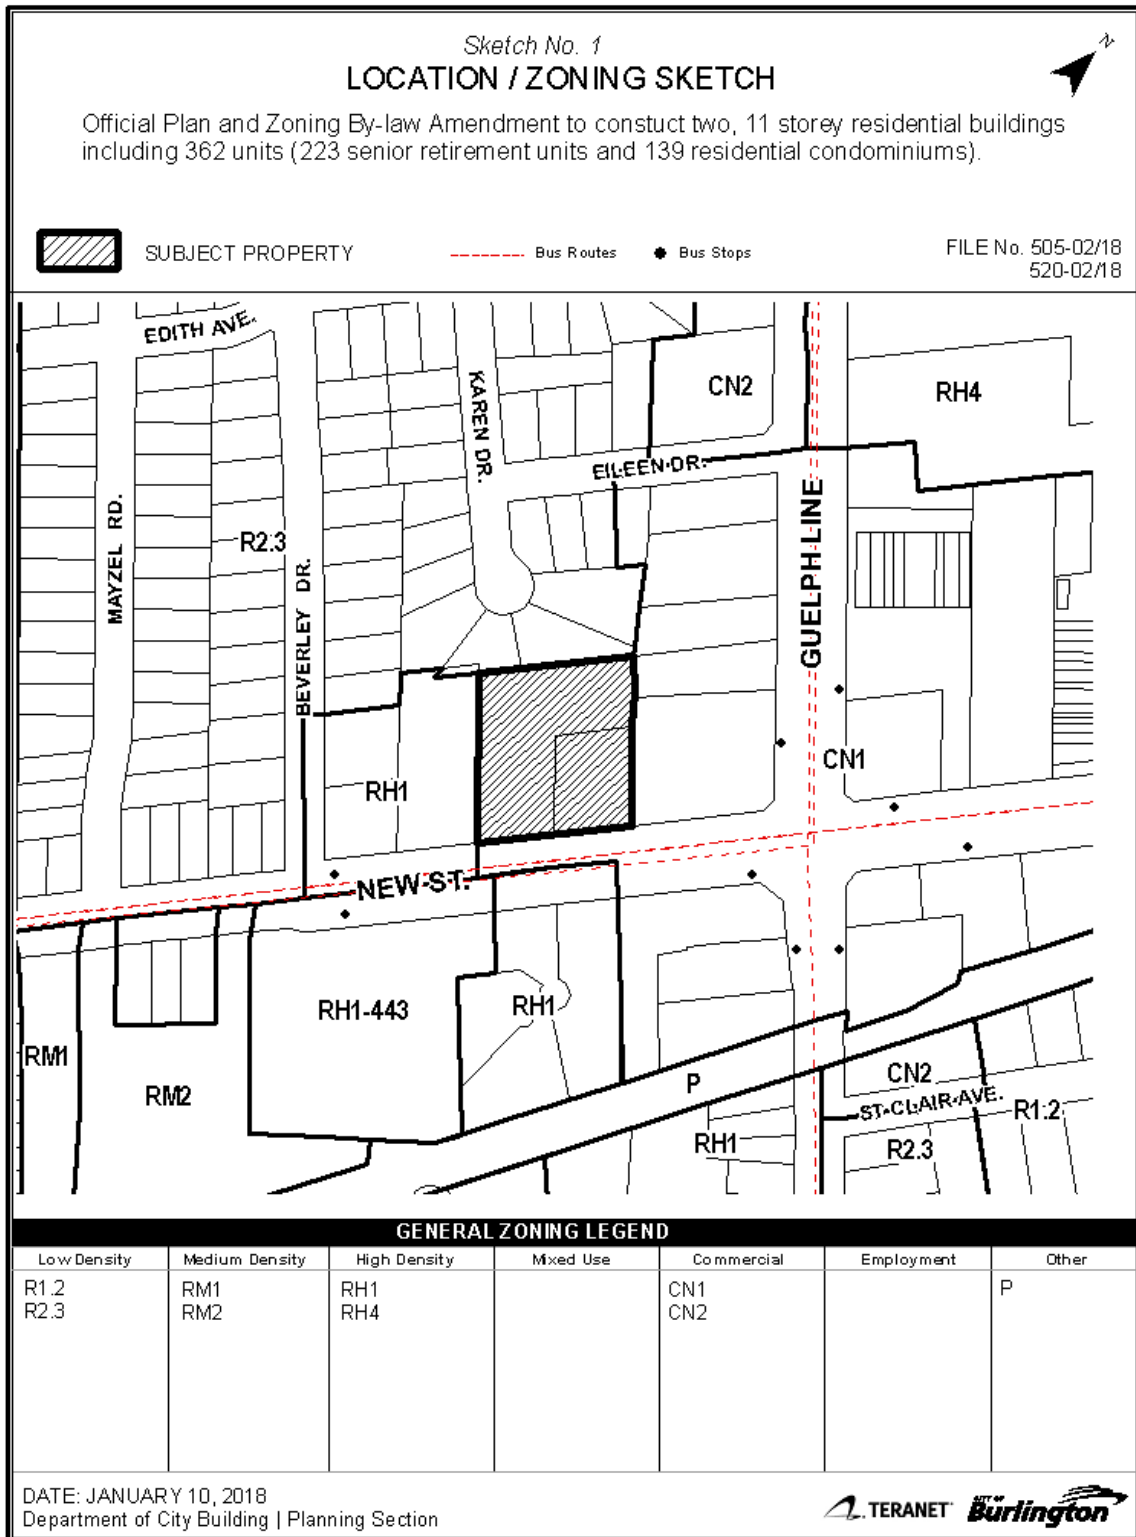 Sketch No. 1
LOCATION / ZONING SKETCH
N
Official Plan and Zoning By-law Amendment to constuct two, 11 storey residential buildings
including 362 units (223 senior retirement units and 139 residential condominiums).
SUBJECT PROPERTY
Bus Routes
Bus Stops
FILE No. 505-02/18
520-02/18
EDITH AVE.
KAREN DR.
CN2
RH4
EILEEN DR.
MAYZEL RD.
R2.3
BEVERLEY DR.
GUELPH LINE
RH1
CN1
NEW ST.
RH1-443
RH1
RM1
RM2
P
CN2
ST CLAIR AVE.
R1.2
RH1
R2.3
GENERAL ZONING LEGEND
Low Density Medium Density High Density Mixed Use Commercial Employment Other
R1.2 RM1 RH1 CN1 P
R2.3 RM2 RH4 CN2
DATE: JANUARY 10, 2018
Department of City Building | Planning Section
TERANET
CITY OF
Burlington